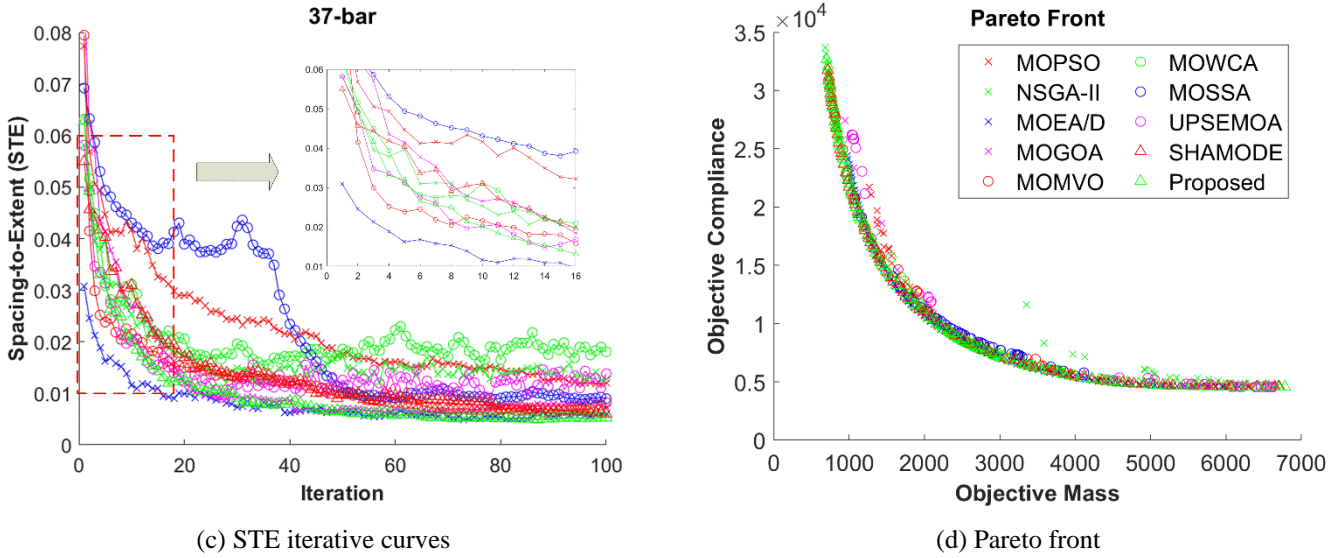 37-bar
0.08
0.07
0.06
0.05
0.04
0.03
0.02
0.01
0
Spacing-to-Extent (STE)
0 20 40 60 80 100
Iteration
0.06
0.05
0.04
0.03
0.02
0.01
0 2 4 6 8 10 12 14 16
(c) STE iterative curves
Pareto Front
×10⁴
3.5
3
2.5
2
1.5
1
0.5
0
Objective Compliance
0 1000 2000 3000 4000 5000 6000 7000
Objective Mass
MOPSO MOWCA
NSGA-II MOSSA
MOEA/D UPSEMOA
MOGOA SHAMODE
MOMVO Proposed
(d) Pareto front